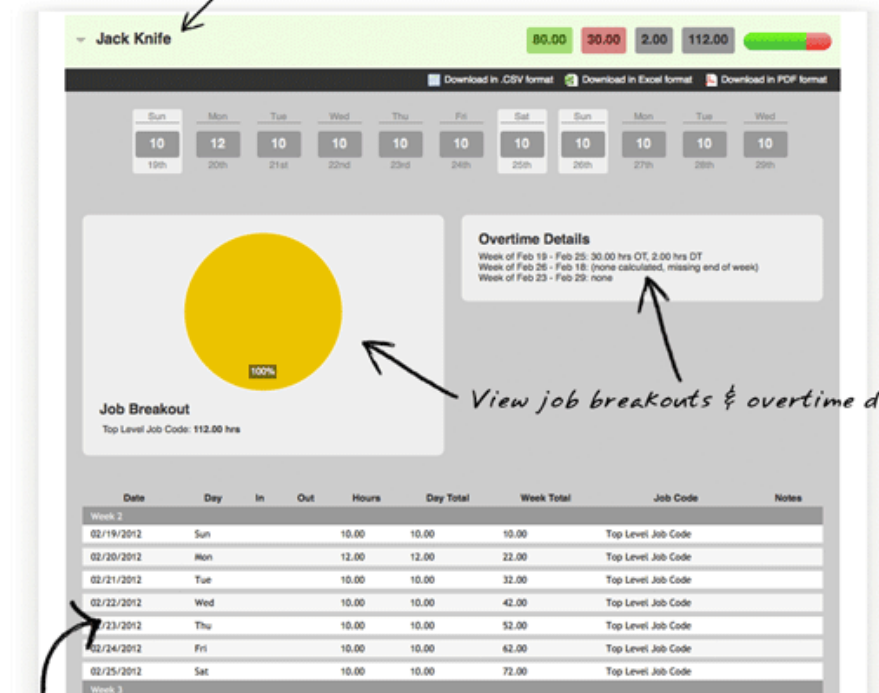 Jack Knife 80.00 30.00 2.00 112.00
Download in .CSV format Download in Excel format Download in PDF format
Sun Mon Tue Wed Thu Fri Sat Sun Mon Tue Wed
10 12 10 10 10 10 10 10 10 10 10
19th 20th 21st 22nd 23rd 24th 25th 26th 27th 28th 29th
Overtime Details
Week of Feb 19 - Feb 25: 30.00 hrs OT, 2.00 hrs DT
Week of Feb 26 - Feb 18: (none calculated, missing end of week)
Week of Feb 23 - Feb 29: none
100%
View job breakouts & overtime d
Job Breakout
Top Level Job Code: 112.00 hrs
Date Day In Out Hours Day Total Week Total Job Code Notes
Week 2
02/19/2012 Sun 10.00 10.00 10.00 Top Level Job Code
02/20/2012 Mon 12.00 12.00 22.00 Top Level Job Code
02/21/2012 Tue 10.00 10.00 32.00 Top Level Job Code
02/22/2012 Wed 10.00 10.00 42.00 Top Level Job Code
/23/2012 Thu 10.00 10.00 52.00 Top Level Job Code
02/24/2012 Fri 10.00 10.00 62.00 Top Level Job Code
02/25/2012 Sat 10.00 10.00 72.00 Top Level Job Code
Week 3